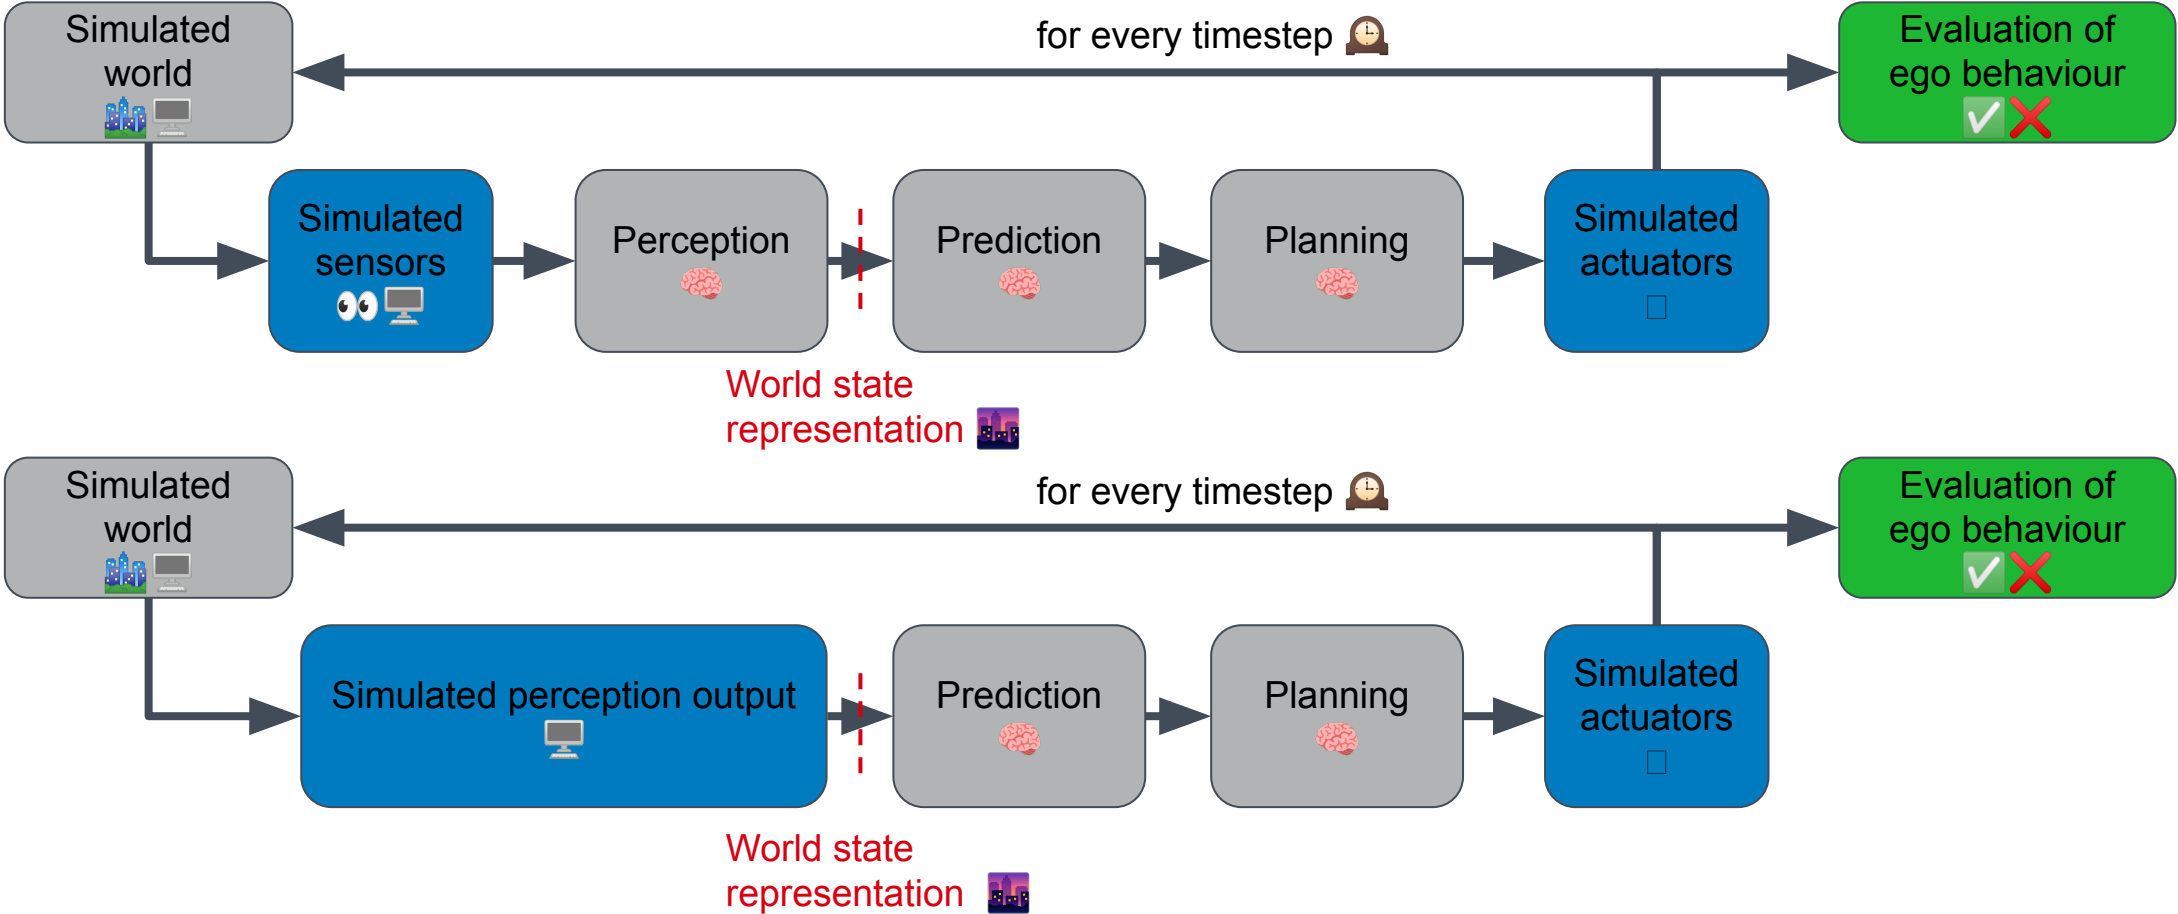 Simulated
world
for every timestep
Evaluation of
ego behaviour
Simulated
sensors
Perception
Prediction
Planning
Simulated
actuators
World state
representation
Simulated
world
for every timestep
Evaluation of
ego behaviour
Simulated perception output
Prediction
Planning
Simulated
actuators
World state
representation